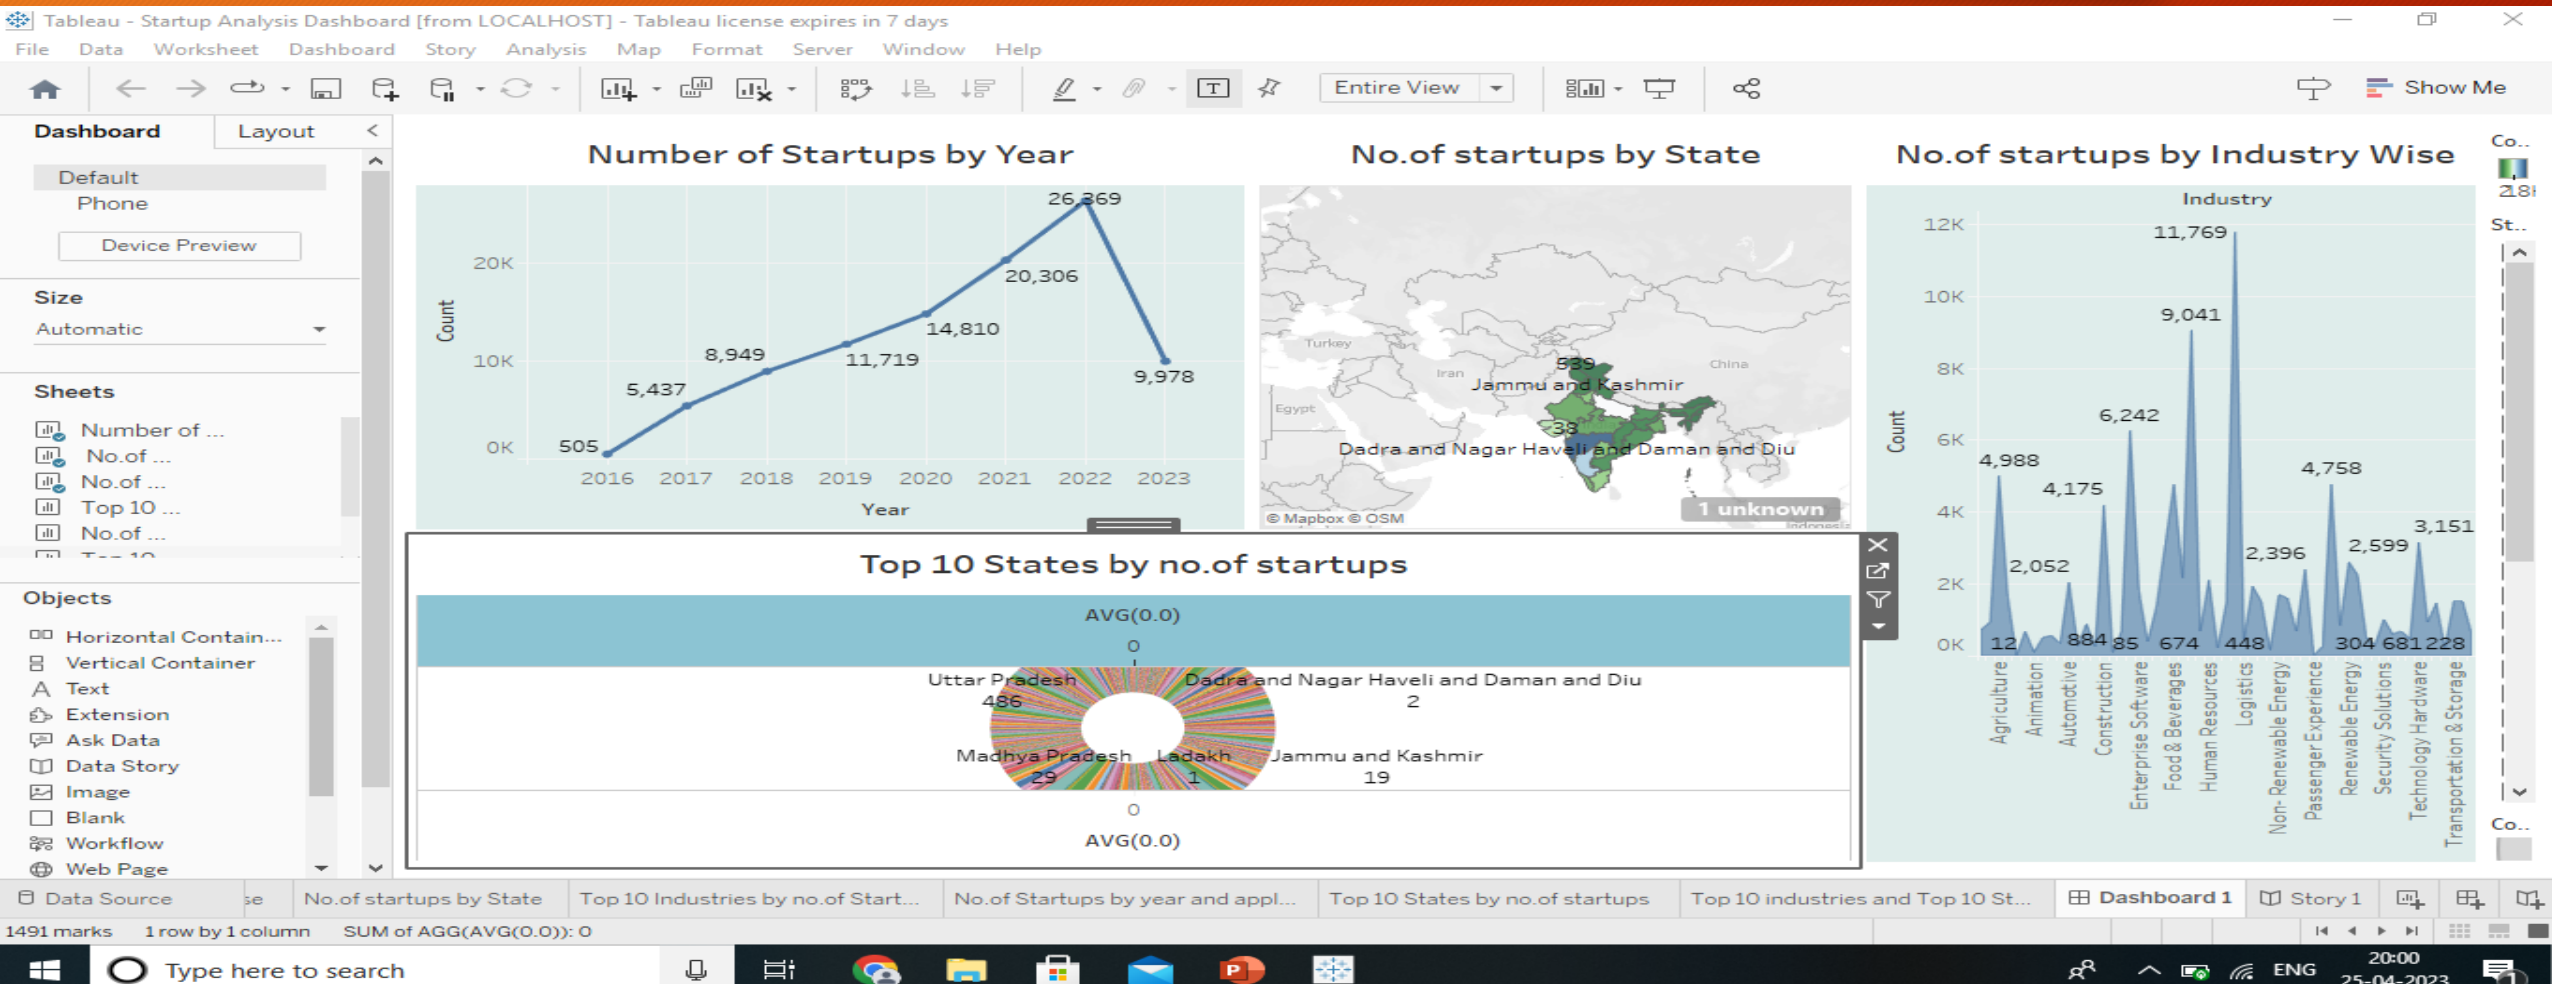 Tableau - Startup Analysis Dashboard [from LOCALHOST] - Tableau license expires in 7 days
File Data Worksheet Dashboard Story Analysis Map Format Server Window Help
Entire View
Show Me
Dashboard Layout
Default
Phone
Device Preview
Size
Automatic
Sheets
Number of ...
No.of ...
No.of ...
Top 10 ...
No.of ...
Top 10
Objects
Horizontal Contain...
Vertical Container
Text
Extension
Ask Data
Data Story
Image
Blank
Workflow
Web Page
Number of Startups by Year
26,369
20K
20,306
14,810
8,949
11,719
10K
9,978
5,437
0K
505
Count
2016 2017 2018 2019 2020 2021 2022 2023
Year
No.of startups by State
Turkey
Iran
China
Egypt
539
Jammu and Kashmir
38
Dadra and Nagar Haveli and Daman and Diu
1 unknown
© Mapbox © OSM
Indonesia
No.of startups by Industry Wise
Industry
12K
11,769
10K
9,041
8K
6,242
6K
4,988
4,758
4,175
4K
3,151
2,599
2,396
2,052
2K
0K
12 884 85 674 448 304 681 228
Count
Agriculture
Animation
Automotive
Construction
Enterprise Software
Food & Beverages
Human Resources
Logistics
Non- Renewable Energy
Passenger Experience
Renewable Energy
Security Solutions
Technology Hardware
Transportation & Storage
Co..
St..
Co..
Top 10 States by no.of startups
AVG(0.0)
0
Uttar Pradesh
486
Dadra and Nagar Haveli and Daman and Diu
2
Madhya Pradesh
29
Ladakh
1
Jammu and Kashmir
19
0
AVG(0.0)
Data Source se No.of startups by State Top 10 Industries by no.of Start... No.of Startups by year and appl... Top 10 States by no.of startups Top 10 industries and Top 10 St... Dashboard 1 Story 1
1491 marks 1 row by 1 column SUM of AGG(AVG(0.0)): 0
Type here to search
ENG
20:00
25-04-2023